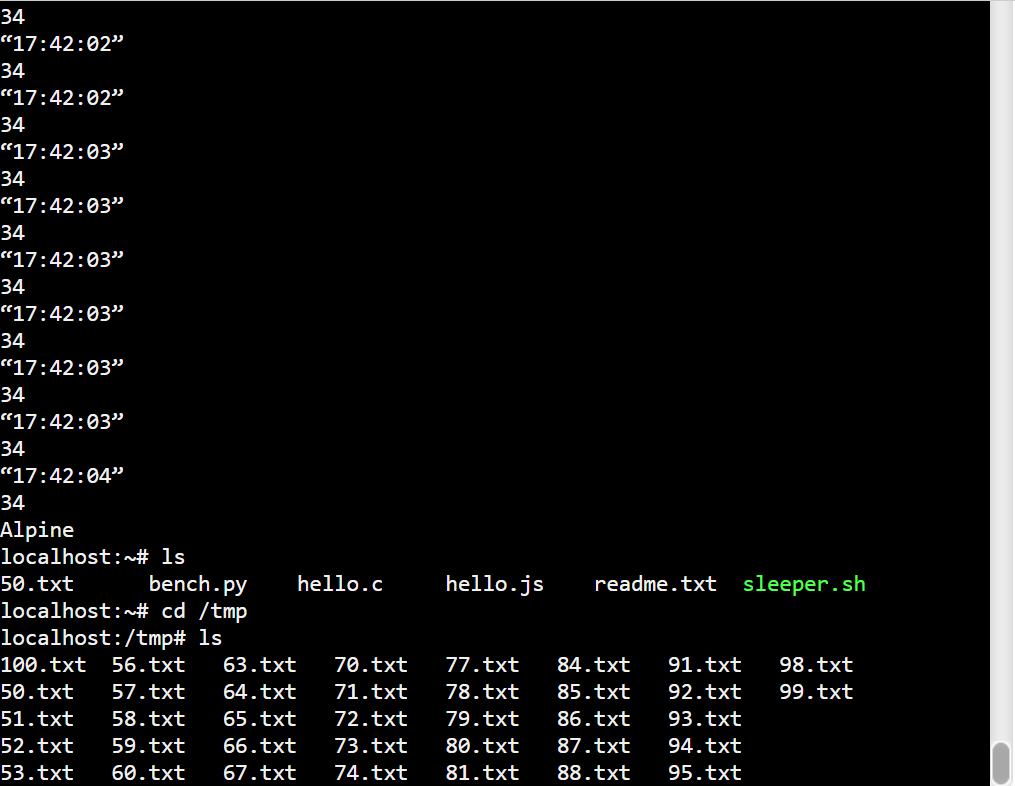 34
“17:42:02”
34
“17:42:02”
34
“17:42:03”
34
“17:42:03”
34
“17:42:03”
34
“17:42:03”
34
“17:42:03”
34
“17:42:03”
34
“17:42:04”
34
Alpine
localhost:~# ls
50.txt      bench.py    hello.c     hello.js    readme.txt  sleeper.sh
localhost:~# cd /tmp
localhost:/tmp# ls
100.txt  56.txt   63.txt   70.txt   77.txt   84.txt   91.txt   98.txt
50.txt   57.txt   64.txt   71.txt   78.txt   85.txt   92.txt   99.txt
51.txt   58.txt   65.txt   72.txt   79.txt   86.txt   93.txt
52.txt   59.txt   66.txt   73.txt   80.txt   87.txt   94.txt
53.txt   60.txt   67.txt   74.txt   81.txt   88.txt   95.txt